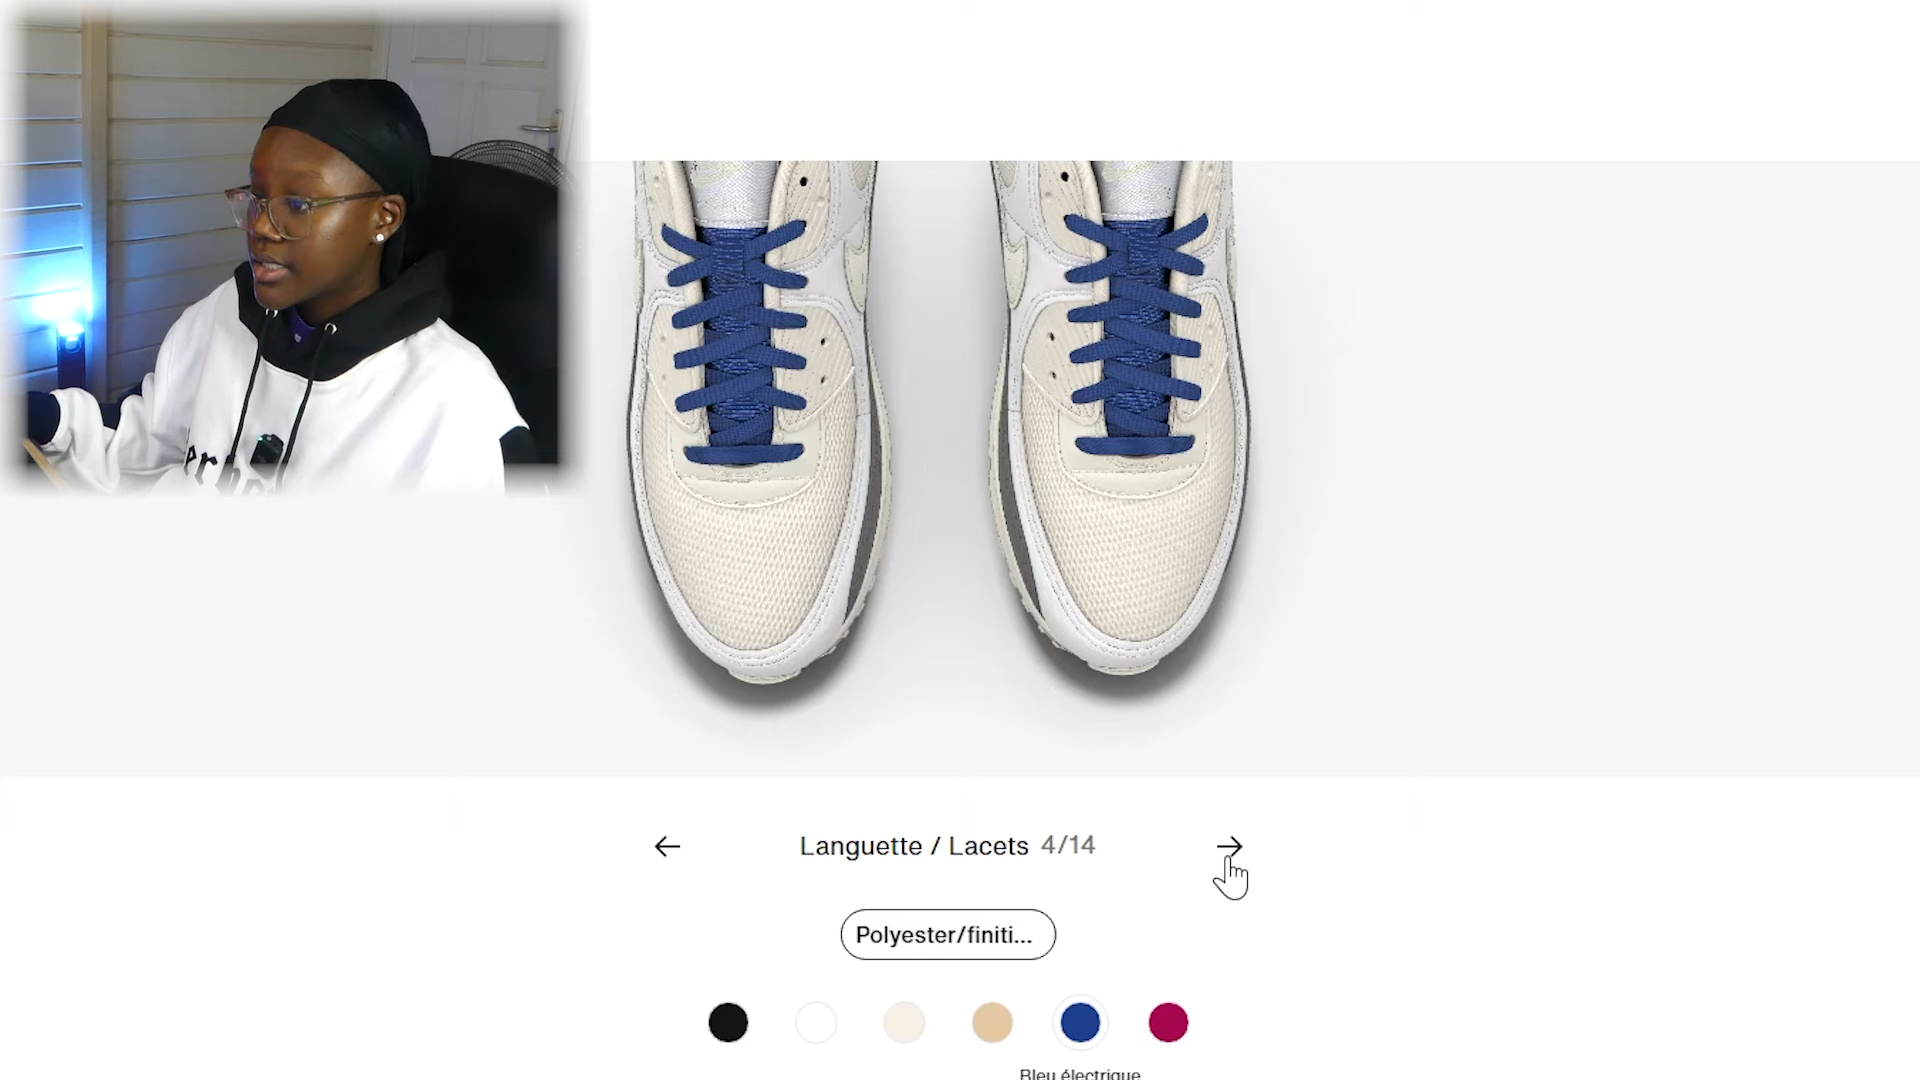 Languette / Lacets 4/14
Polyester/finiti...
Bleu électrique